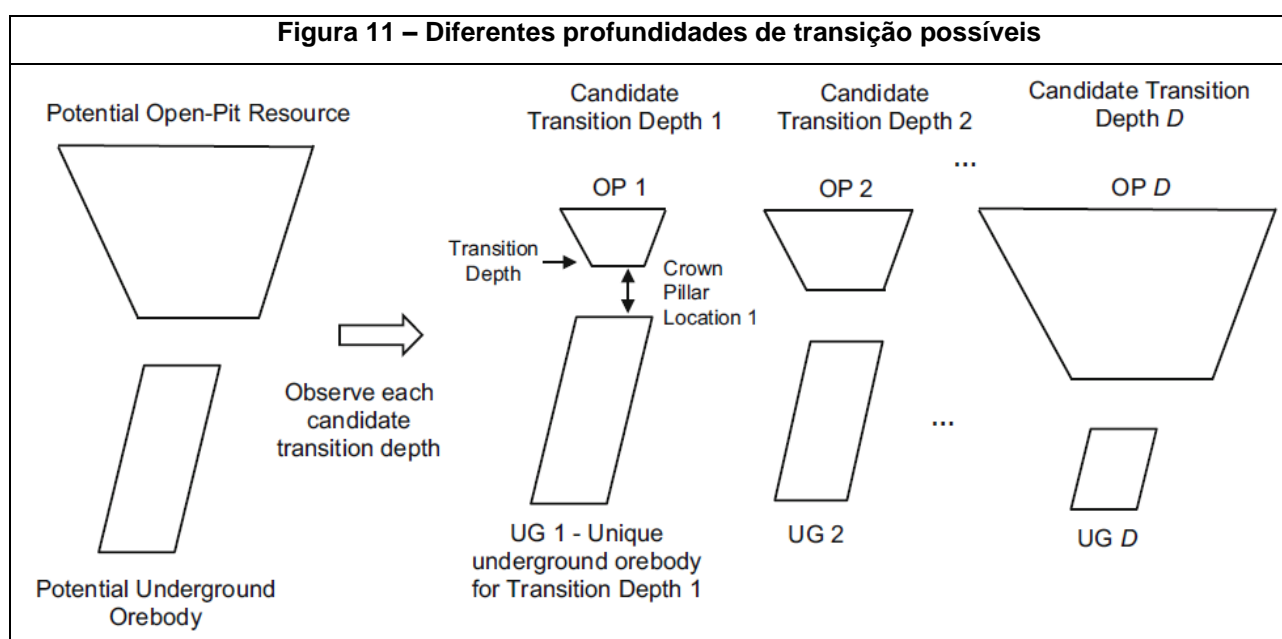 Figura 11 – Diferentes profundidades de transição possíveis
Potential Open-Pit Resource
Observe each
candidate
transition depth
Potential Underground
Orebody
Candidate
Transition Depth 1
OP 1
Transition
Depth
Crown
Pillar
Location 1
UG 1 - Unique
underground orebody
for Transition Depth 1
Candidate
Transition Depth 2
OP 2
UG 2
...
...
Candidate Transition
Depth D
OP D
UG D